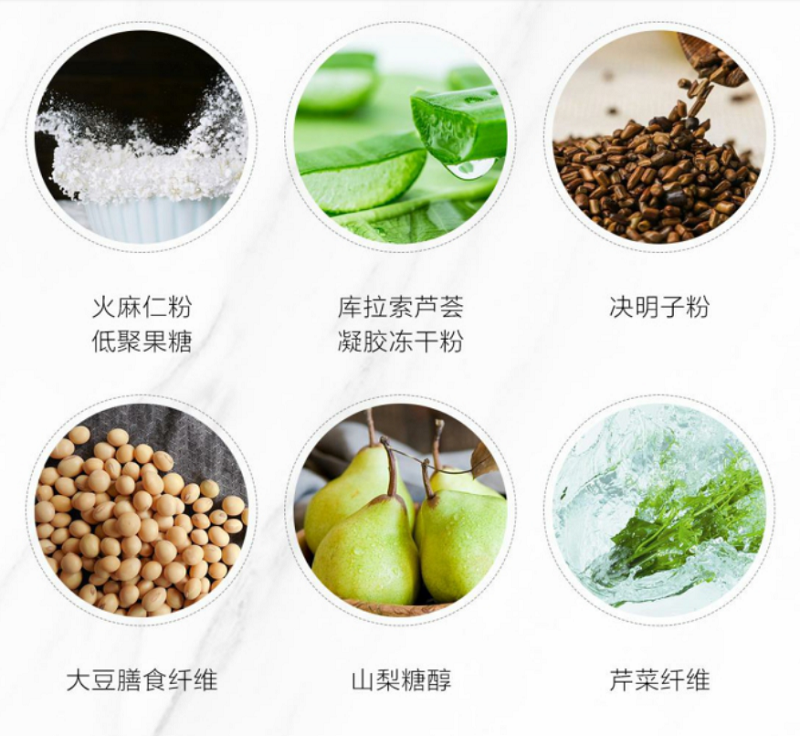 火麻仁粉
低聚果糖
库拉索芦荟
凝胶冻干粉
决明子粉
大豆膳食纤维
山梨糖醇
芹菜纤维